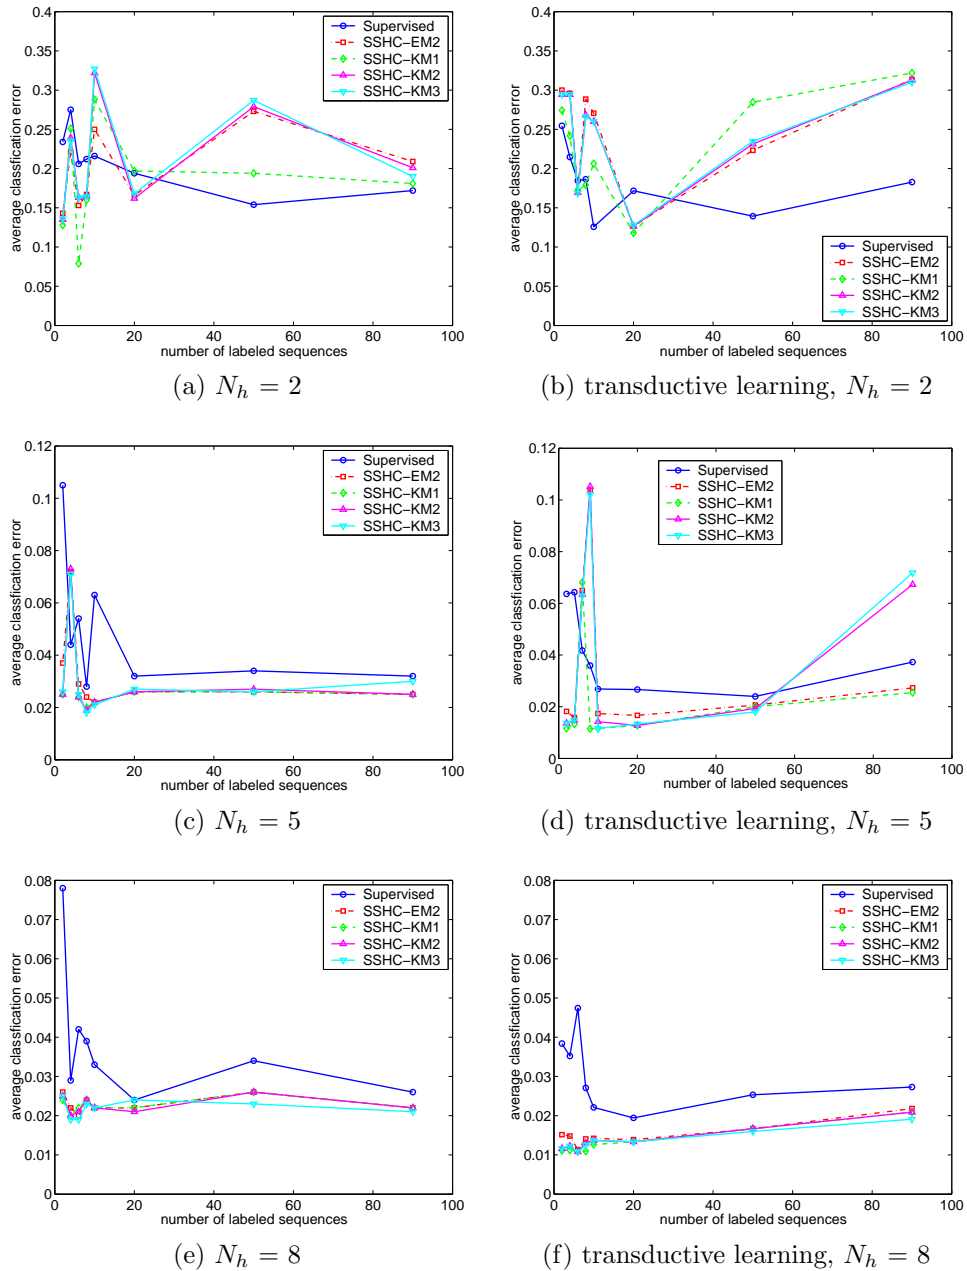 0.4
0.35
0.3
0.25
0.2
0.15
0.1
0.05
0
0 20 40 60 80 100
average classfication error
number of labeled sequences
Supervised
SSHC−EM2
SSHC−KM1
SSHC−KM2
SSHC−KM3
(a) N_h = 2
0.4
0.35
0.3
0.25
0.2
0.15
0.1
0.05
0
0 20 40 60 80 100
average classfication error
number of labeled sequences
Supervised
SSHC−EM2
SSHC−KM1
SSHC−KM2
SSHC−KM3
(b) transductive learning, N_h = 2
0.12
0.1
0.08
0.06
0.04
0.02
0
0 20 40 60 80 100
average classfication error
number of labeled sequences
Supervised
SSHC−EM2
SSHC−KM1
SSHC−KM2
SSHC−KM3
(c) N_h = 5
0.12
0.1
0.08
0.06
0.04
0.02
0
0 20 40 60 80 100
average classfication error
number of labeled sequences
Supervised
SSHC−EM2
SSHC−KM1
SSHC−KM2
SSHC−KM3
(d) transductive learning, N_h = 5
0.08
0.07
0.06
0.05
0.04
0.03
0.02
0.01
0
0 20 40 60 80 100
average classfication error
number of labeled sequences
Supervised
SSHC−EM2
SSHC−KM1
SSHC−KM2
SSHC−KM3
(e) N_h = 8
0.08
0.07
0.06
0.05
0.04
0.03
0.02
0.01
0
0 20 40 60 80 100
average classfication error
number of labeled sequences
Supervised
SSHC−EM2
SSHC−KM1
SSHC−KM2
SSHC−KM3
(f) transductive learning, N_h = 8